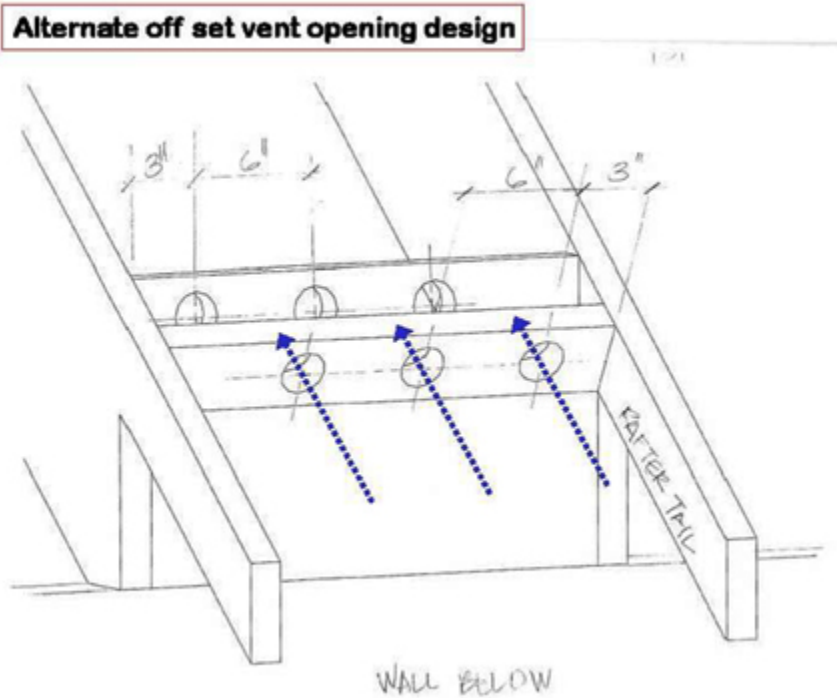 Alternate off set vent opening design
3" 6" 6" 3"
RAFTER TAIL
WALL BELOW